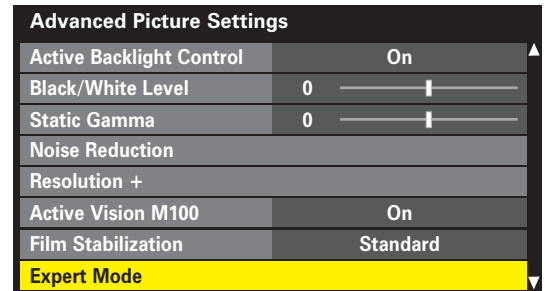 Advanced Picture Settings
Active Backlight Control On
Black/White Level 0
Static Gamma 0
Noise Reduction
Resolution +
Active Vision M100 On
Film Stabilization Standard
Expert Mode